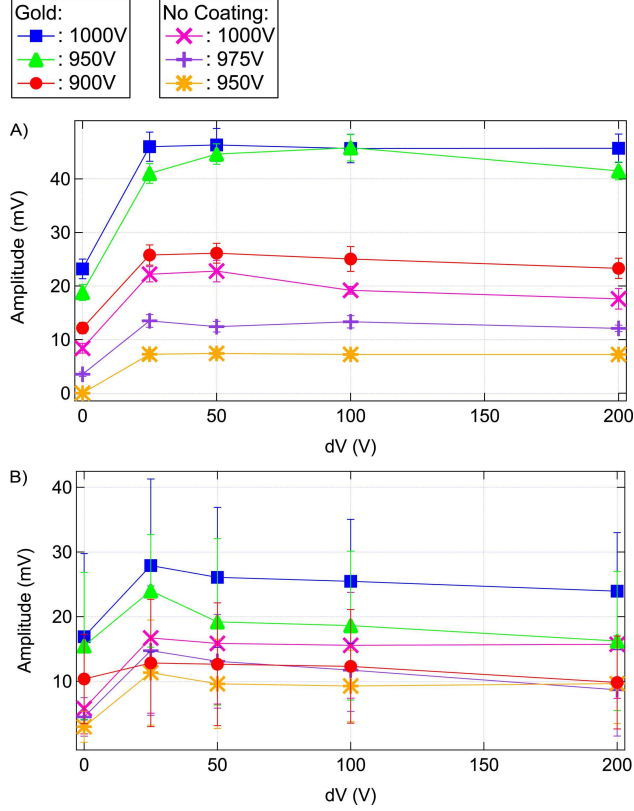 Gold: No Coating:
: 1000V : 1000V
: 950V : 975V
: 900V : 950V
A)
Amplitude (mV)
40
30
20
10
0
0 50 100 150 200
dV (V)
B)
Amplitude (mV)
40
30
20
10
0 50 100 150 200
dV (V)